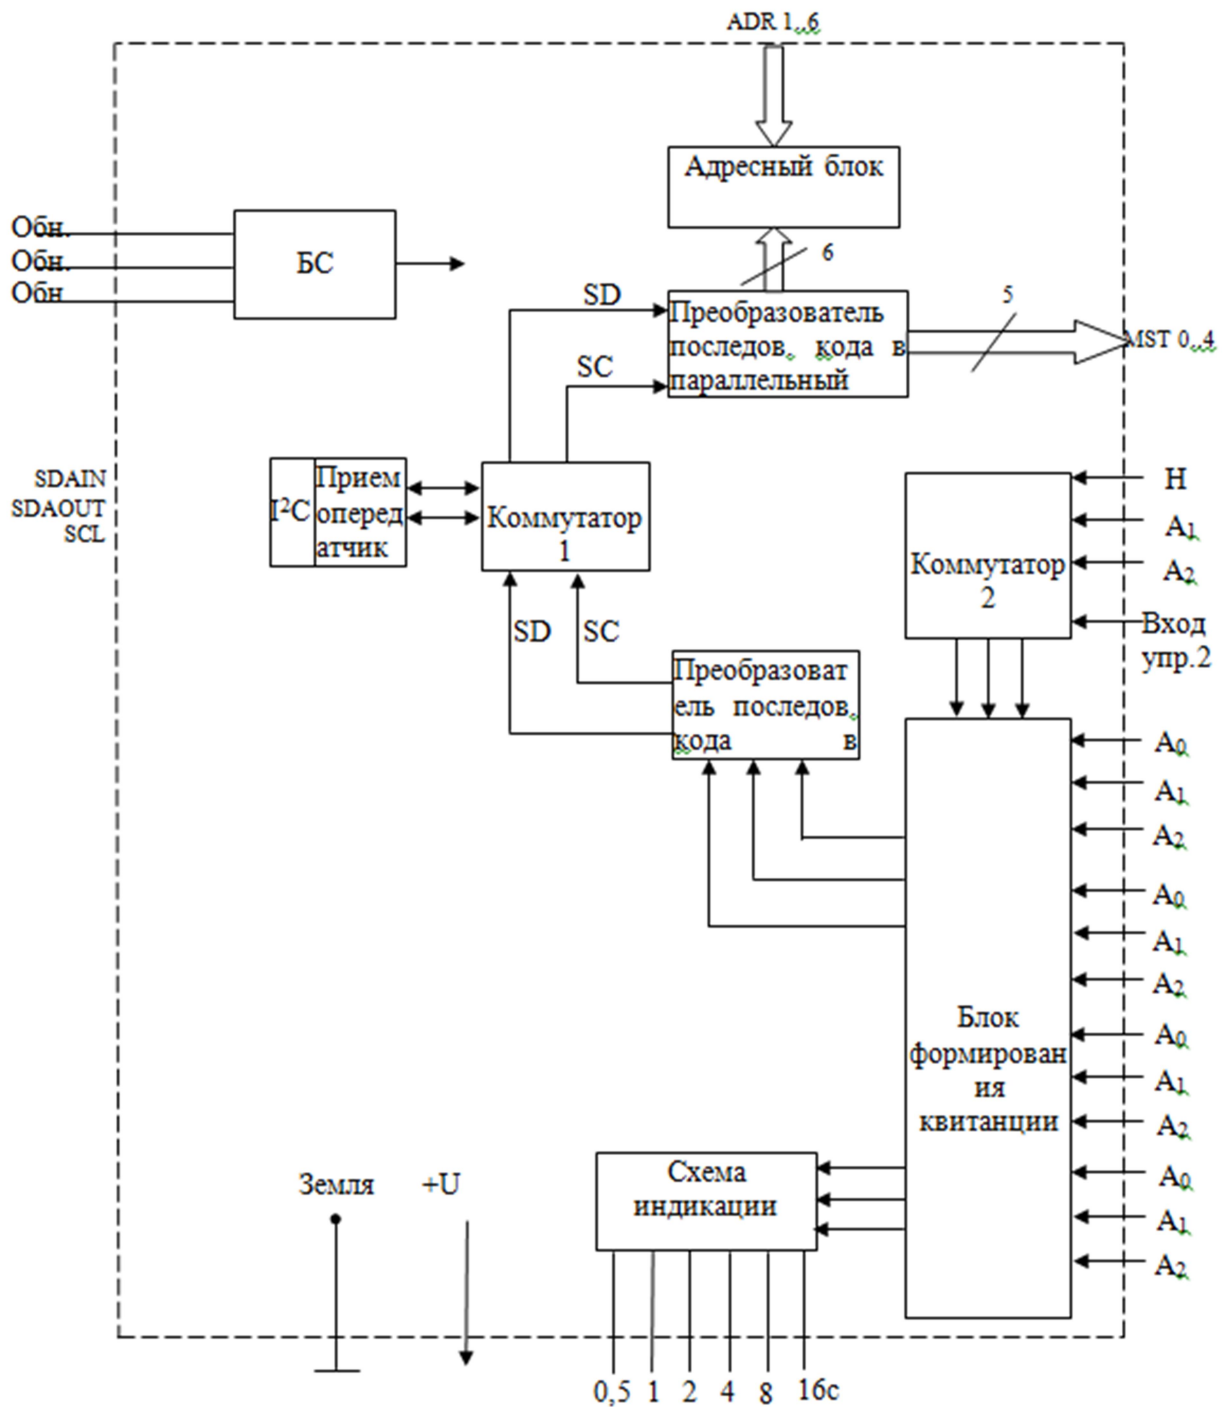 ADR 1..6
Адресный блок
Обн.
Обн.
Обн
БС
6
SD
Преобразователь
последов. кода в
параллельный
5
MST 0..4
SC
SDAIN
SDAOUT
SCL
I²C
Прием
оперед
атчик
Коммутатор
1
Коммутатор
2
H
A₁
A₂
Вход
упр.2
SD
SC
Преобразоват
ель последов.
кода в
A₀
A₁
A₂
A₀
A₁
A₂
A₀
A₁
A₂
A₀
A₁
A₂
Блок
формирован
ия
квитанции
Схема
индикации
Земля
+U
0,5 1 2 4 8 16с